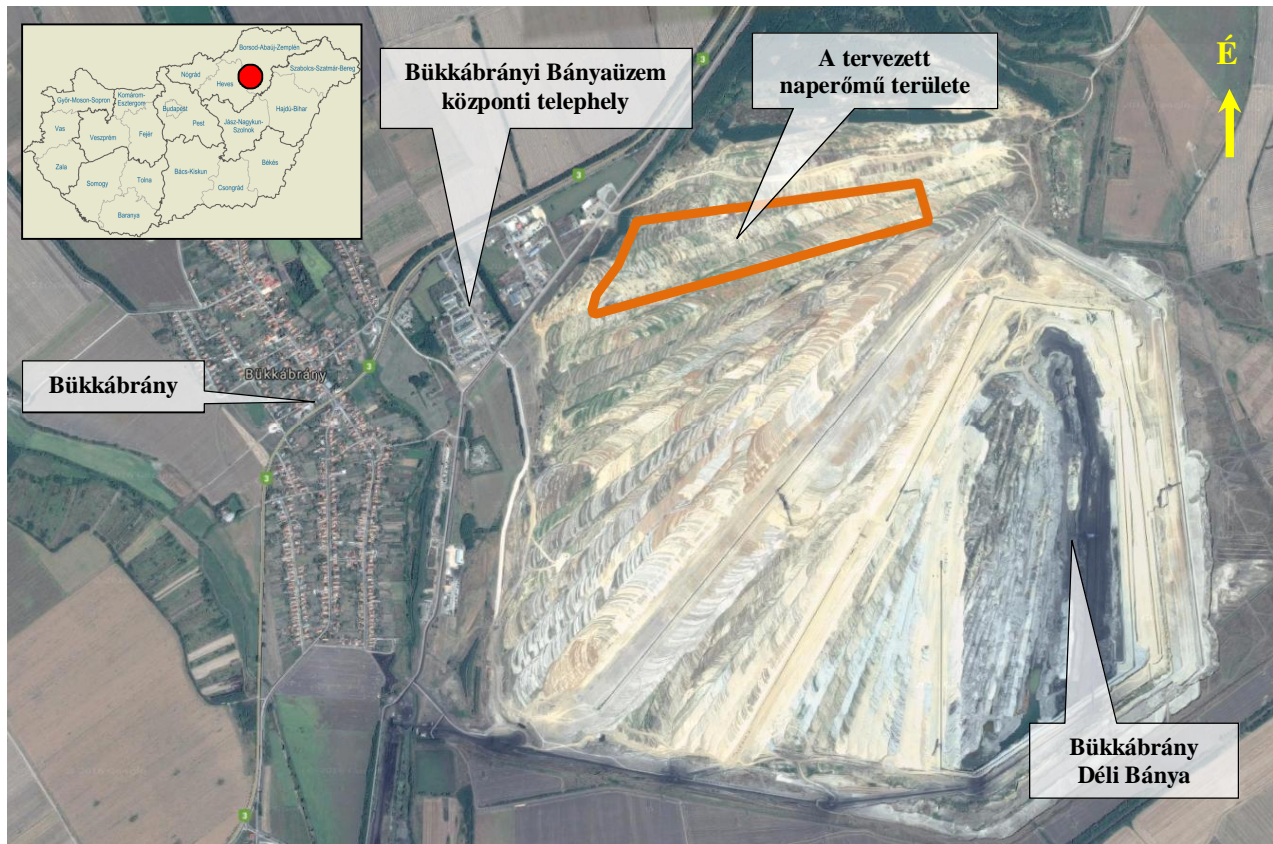 Borsod-Abaúj-Zemplén
Nógrád
Szabolcs-Szatmár-Bereg
Heves
Győr-Moson-Sopron
Komárom-
Esztergom
Budapest
Hajdú-Bihar
Vas
Veszprém
Fejér
Pest
Jász-Nagykun-
Szolnok
Zala
Somogy
Tolna
Bács-Kiskun
Békés
Csongrád
Baranya
Bükkábrányi Bányaüzem
központi telephely
A tervezett
naperőmű területe
É
3
3
3
3
3
Bükkábrány
Bükkábrány
Bükkábrány
Déli Bánya